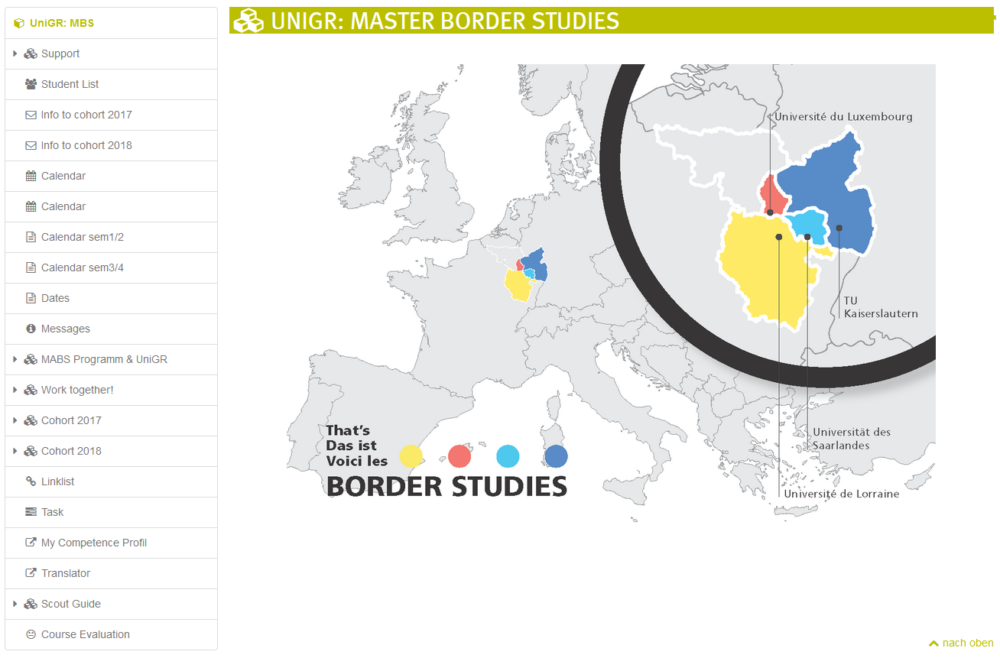 UniGR: MBS
Support
Student List
Info to cohort 2017
Info to cohort 2018
Calendar
Calendar
Calendar sem1/2
Calendar sem3/4
Dates
Messages
MABS Programm & UniGR
Work together!
Cohort 2017
Cohort 2018
Linklist
Task
My Competence Profil
Translator
Scout Guide
Course Evaluation
UNIGR: MASTER BORDER STUDIES
Université du Luxembourg
TU
Kaiserslautern
Universität des
Saarlandes
Université de Lorraine
That's
Das ist
Voici les
BORDER STUDIES
nach oben